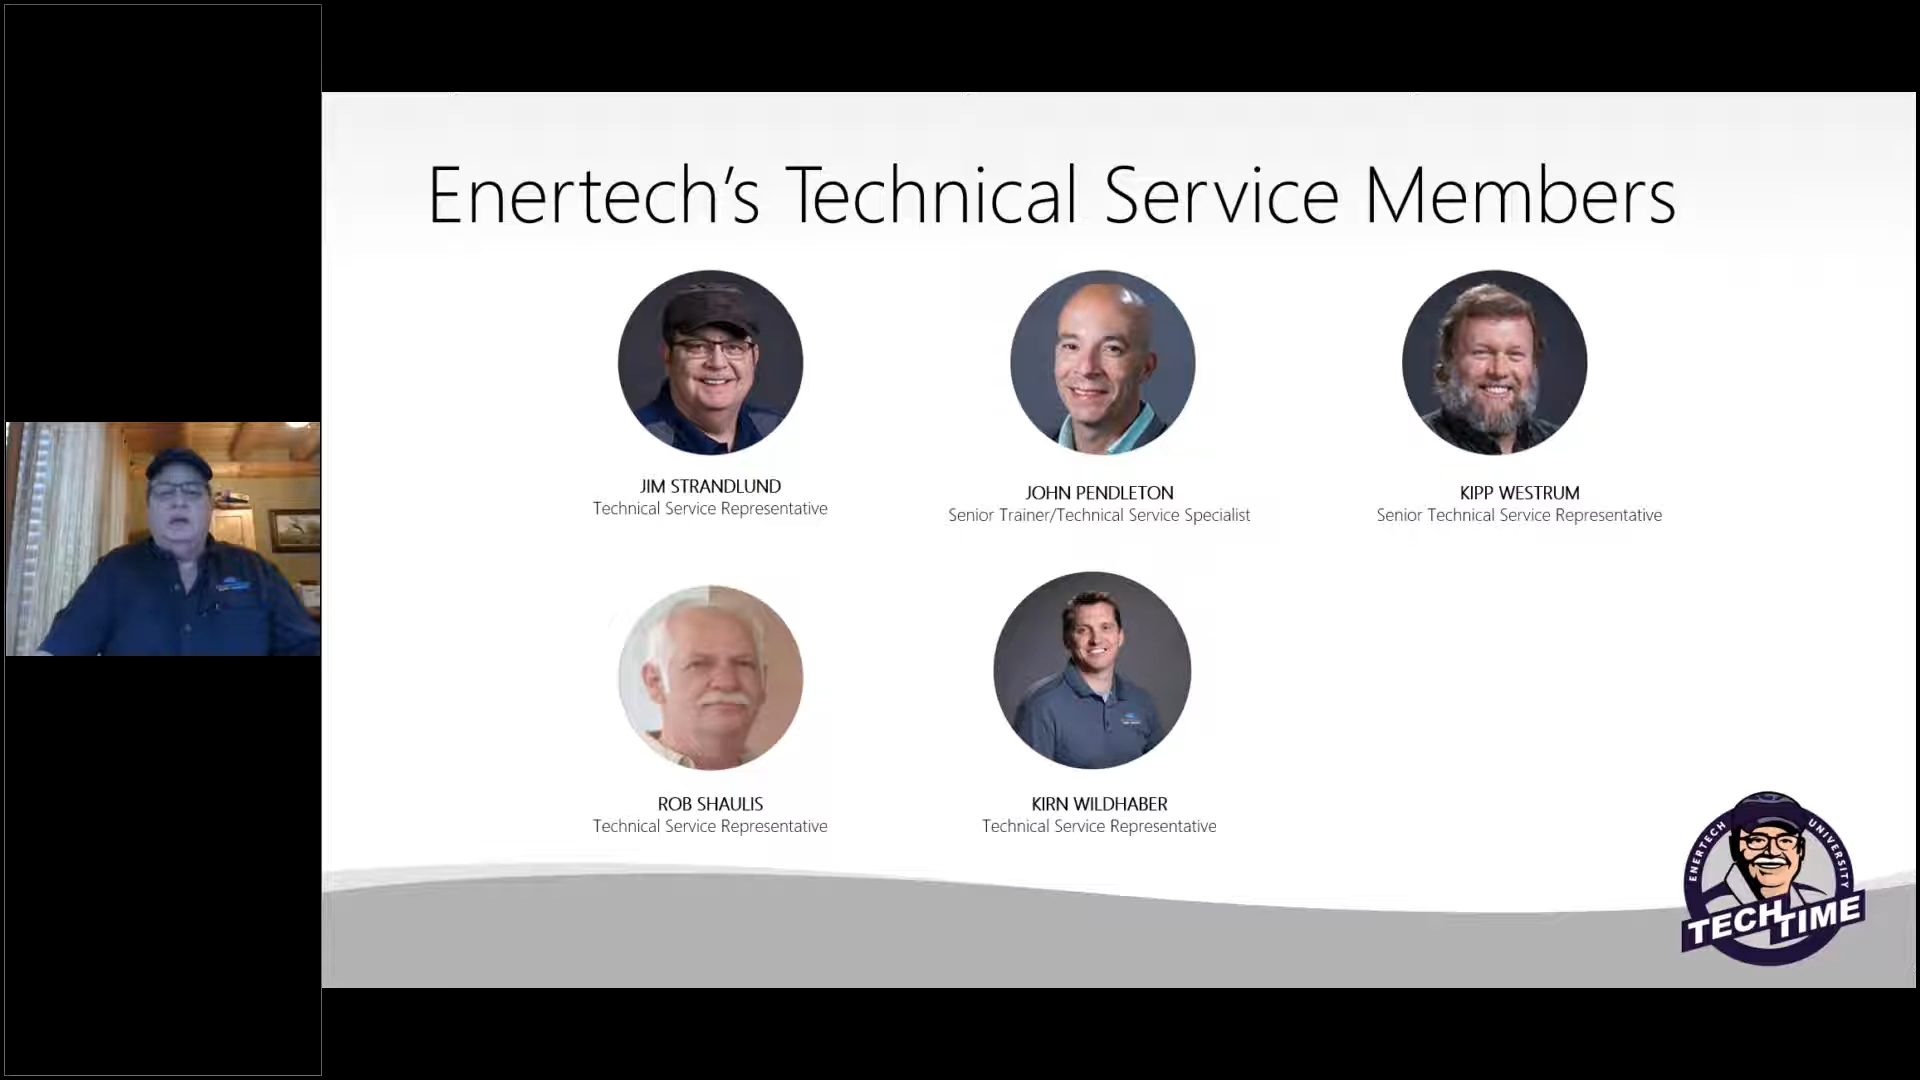 Enertech’s Technical Service Members
JIM STRANDLUND
Technical Service Representative
JOHN PENDLETON
Senior Trainer/Technical Service Specialist
KIPP WESTRUM
Senior Technical Service Representative
ROB SHAULIS
Technical Service Representative
KIRN WILDHABER
Technical Service Representative
ENERTECH UNIVERSITY
TECH TIME